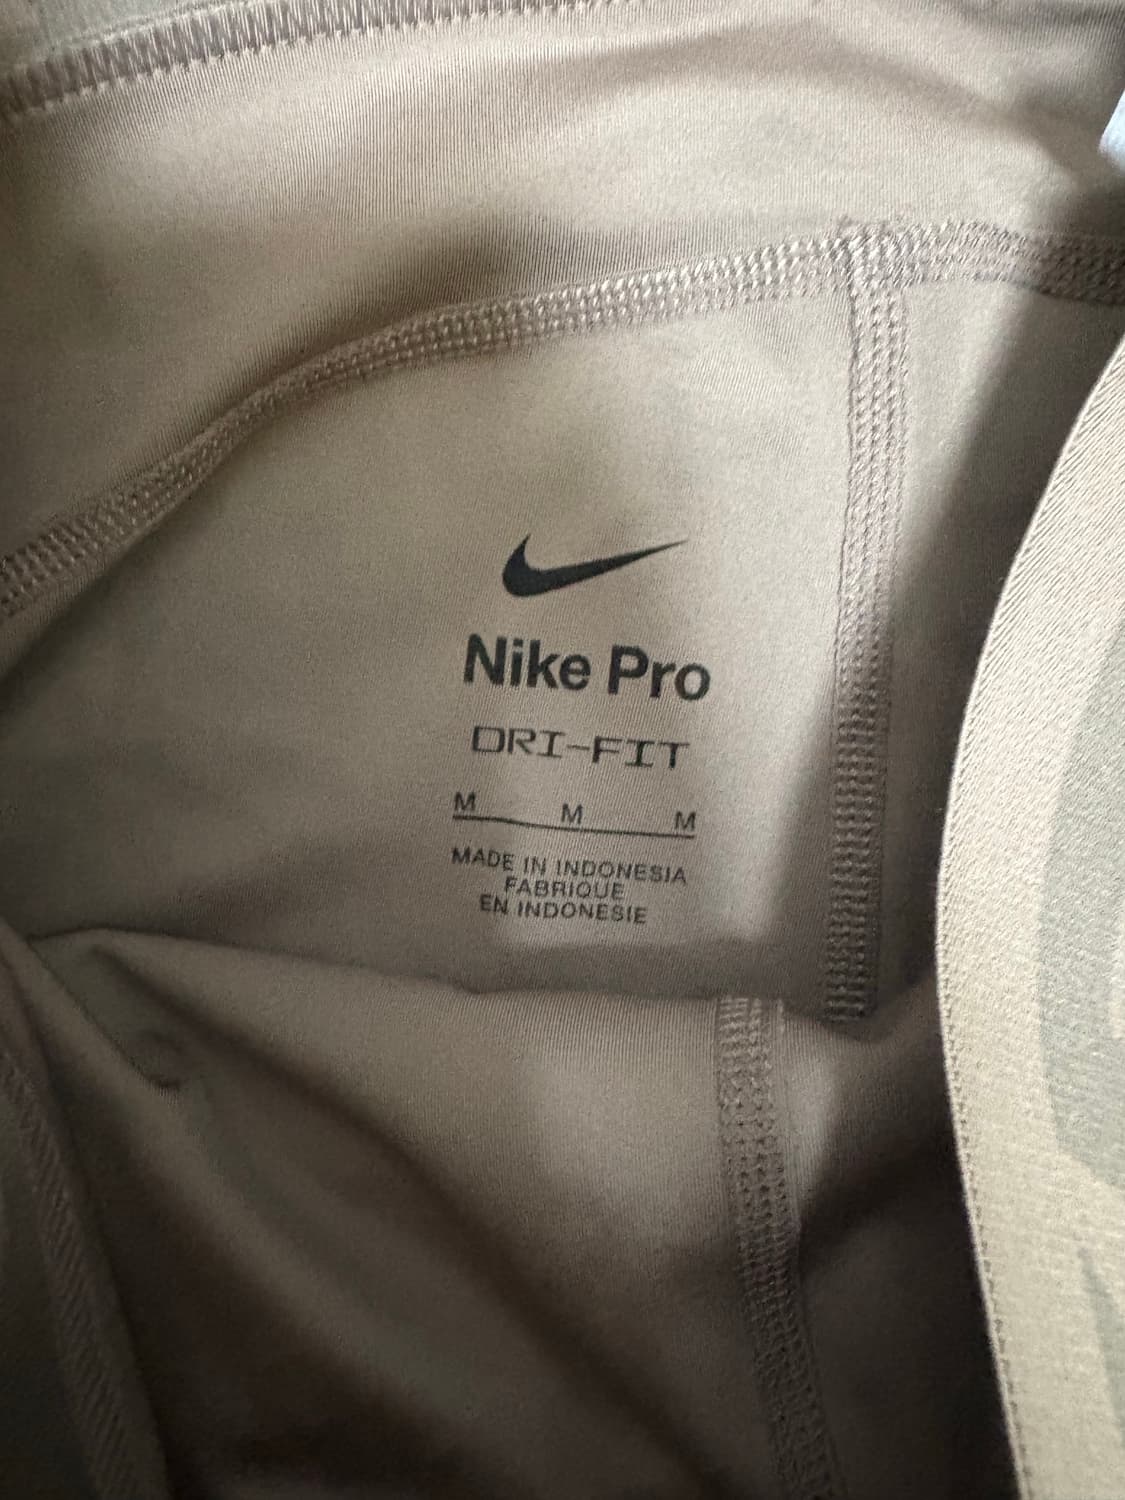 Nike Pro
DRI-FIT
M M M
MADE IN INDONESIA
FABRIQUE
EN INDONESIE